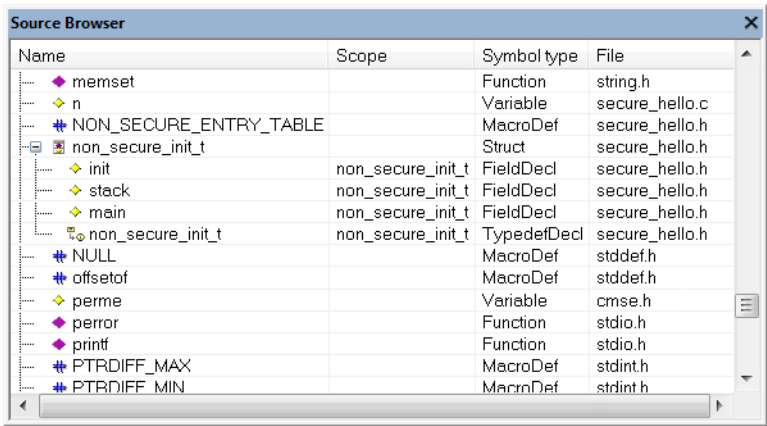 Source Browser
Name Scope Symbol type File
memset Function string.h
n Variable secure_hello.c
NON_SECURE_ENTRY_TABLE MacroDef secure_hello.h
non_secure_init_t Struct secure_hello.h
init non_secure_init_t FieldDecl secure_hello.h
stack non_secure_init_t FieldDecl secure_hello.h
main non_secure_init_t FieldDecl secure_hello.h
non_secure_init_t non_secure_init_t TypedefDecl secure_hello.h
NULL MacroDef stddef.h
offsetof MacroDef stddef.h
perme Variable cmse.h
perror Function stdio.h
printf Function stdio.h
PTRDIFF_MAX MacroDef stdint.h
PTRDIFF_MIN MacroDef stdint.h